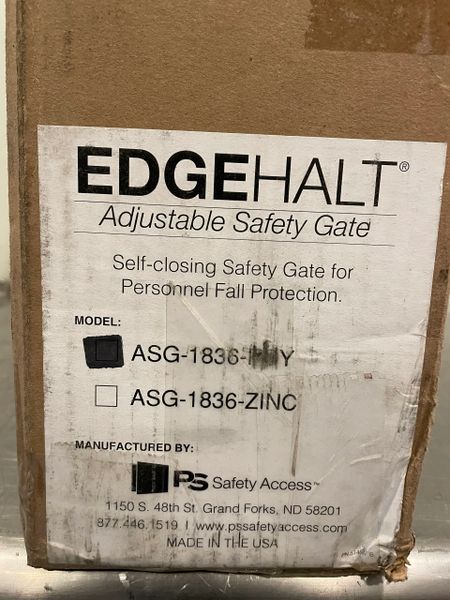 EDGEHALT®
Adjustable Safety Gate
Self-closing Safety Gate for
Personnel Fall Protection.
MODEL:
ASG-1836-
ASG-1836-ZINC
MANUFACTURED BY:
PS Safety Access™
1150 S. 48th St. Grand Forks, ND 58201
877.446.1519 I www.pssafetyaccess.com
MADE IN THE USA